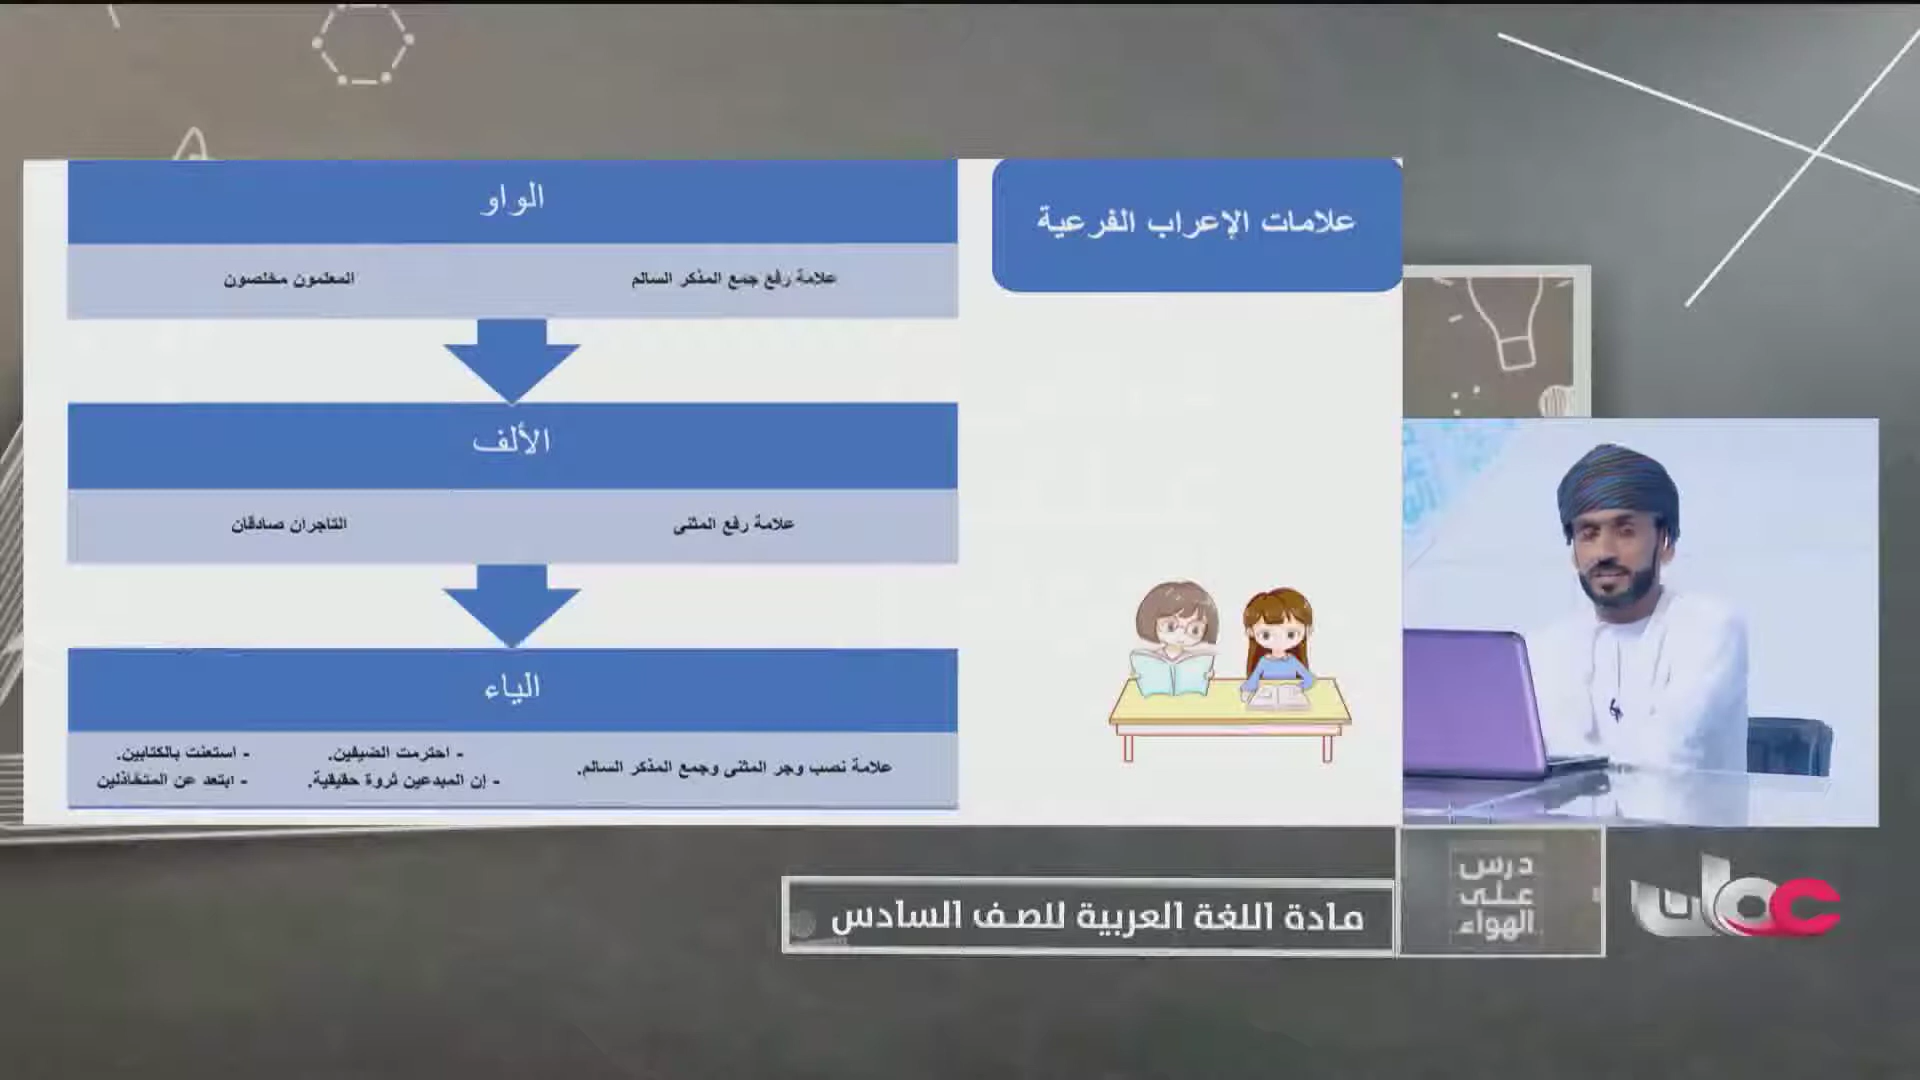 علامات الإعراب الفرعية
الواو
علامة رفع جمع المذكر السالم
المعلمون مخلصون
الألف
علامة رفع المثنى
التاجران صادقان
الياء
علامة نصب وجر المثنى وجمع المذكر السالم.
- احترمت الضيفين.
- إن المبدعين ثروة حقيقية.
- استعنت بالكتابين.
- ابتعد عن المتخاذلين
مادة اللغة العربية للصف السادس
درس
على
الهواء